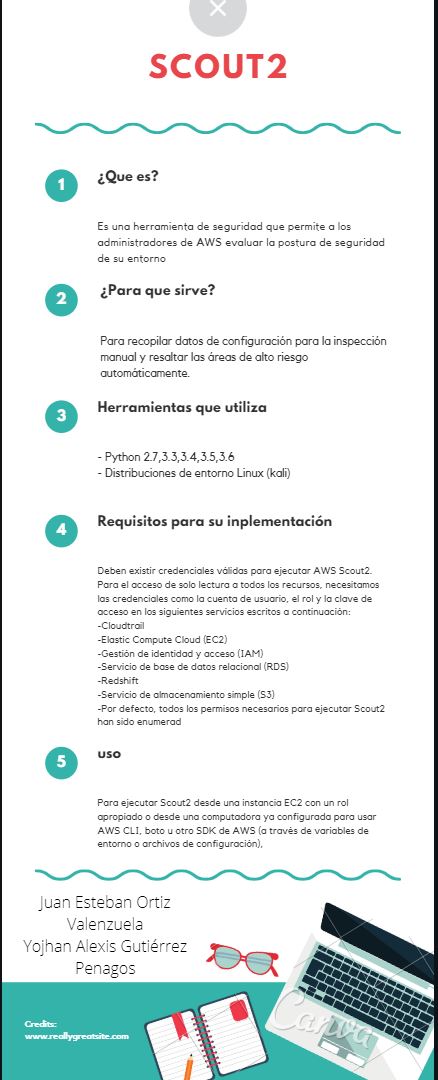 SCOUT2
1
¿Que es?
Es una herramienta de seguridad que permite a los
administradores de AWS evaluar la postura de seguridad
de su entorno
2
¿Para que sirve?
Para recopilar datos de configuración para la inspección
manual y resaltar las áreas de alto riesgo
automáticamente.
3
Herramientas que utiliza
- Python 2.7,3.3,3.4,3.5,3.6
- Distribuciones de entorno Linux (kali)
4
Requisitos para su inplementación
Deben existir credenciales válidas para ejecutar AWS Scout2.
Para el acceso de solo lectura a todos los recursos, necesitamos
las credenciales como la cuenta de usuario, el rol y la clave de
acceso en los siguientes servicios escritos a continuación:
-Cloudtrail
-Elastic Compute Cloud (EC2)
-Gestión de identidad y acceso (IAM)
-Servicio de base de datos relacional (RDS)
-Redshift
-Servicio de almacenamiento simple (S3)
-Por defecto, todos los permisos necesarios para ejecutar Scout2
han sido enumerad
5
uso
Para ejecutar Scout2 desde una instancia EC2 con un rol
apropiado o desde una computadora ya configurada para usar
AWS CLI, boto u otro SDK de AWS (a través de variables de
entorno o archivos de configuración),
Juan Esteban Ortiz
Valenzuela
Yojhan Alexis Gutiérrez
Penagos
Credits:
www.reallygreatsite.com
Canva